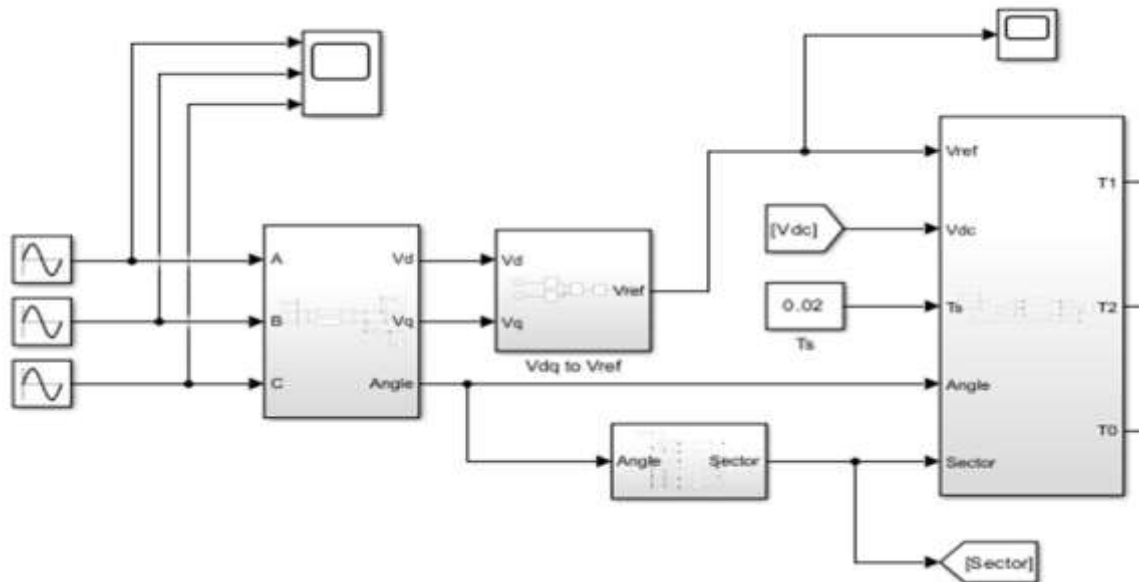 Vref
T1
[Vdc]
Vdc
A
Vd
Vd
Vref
0.02
Ts
T2
B
Vq
Vq
Ts
Vdq to Vref
C
Angle
Angle
T0
Angle
Sector
Sector
[Sector]